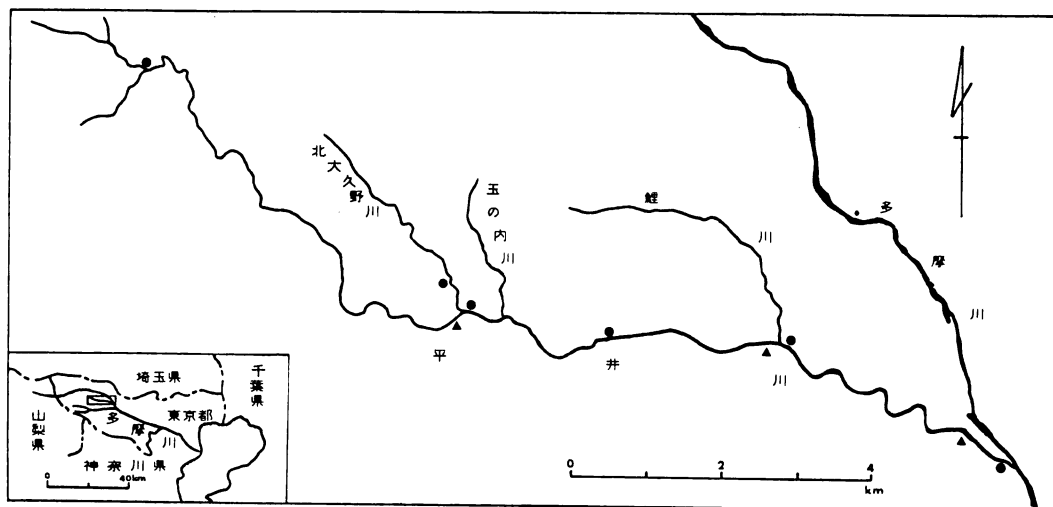 北大久野川
玉の内川
鯉川
多摩川
平井川
埼玉県
千葉県
山梨県
東京都
多摩川
神奈川県
0 40km
0 2 4
km